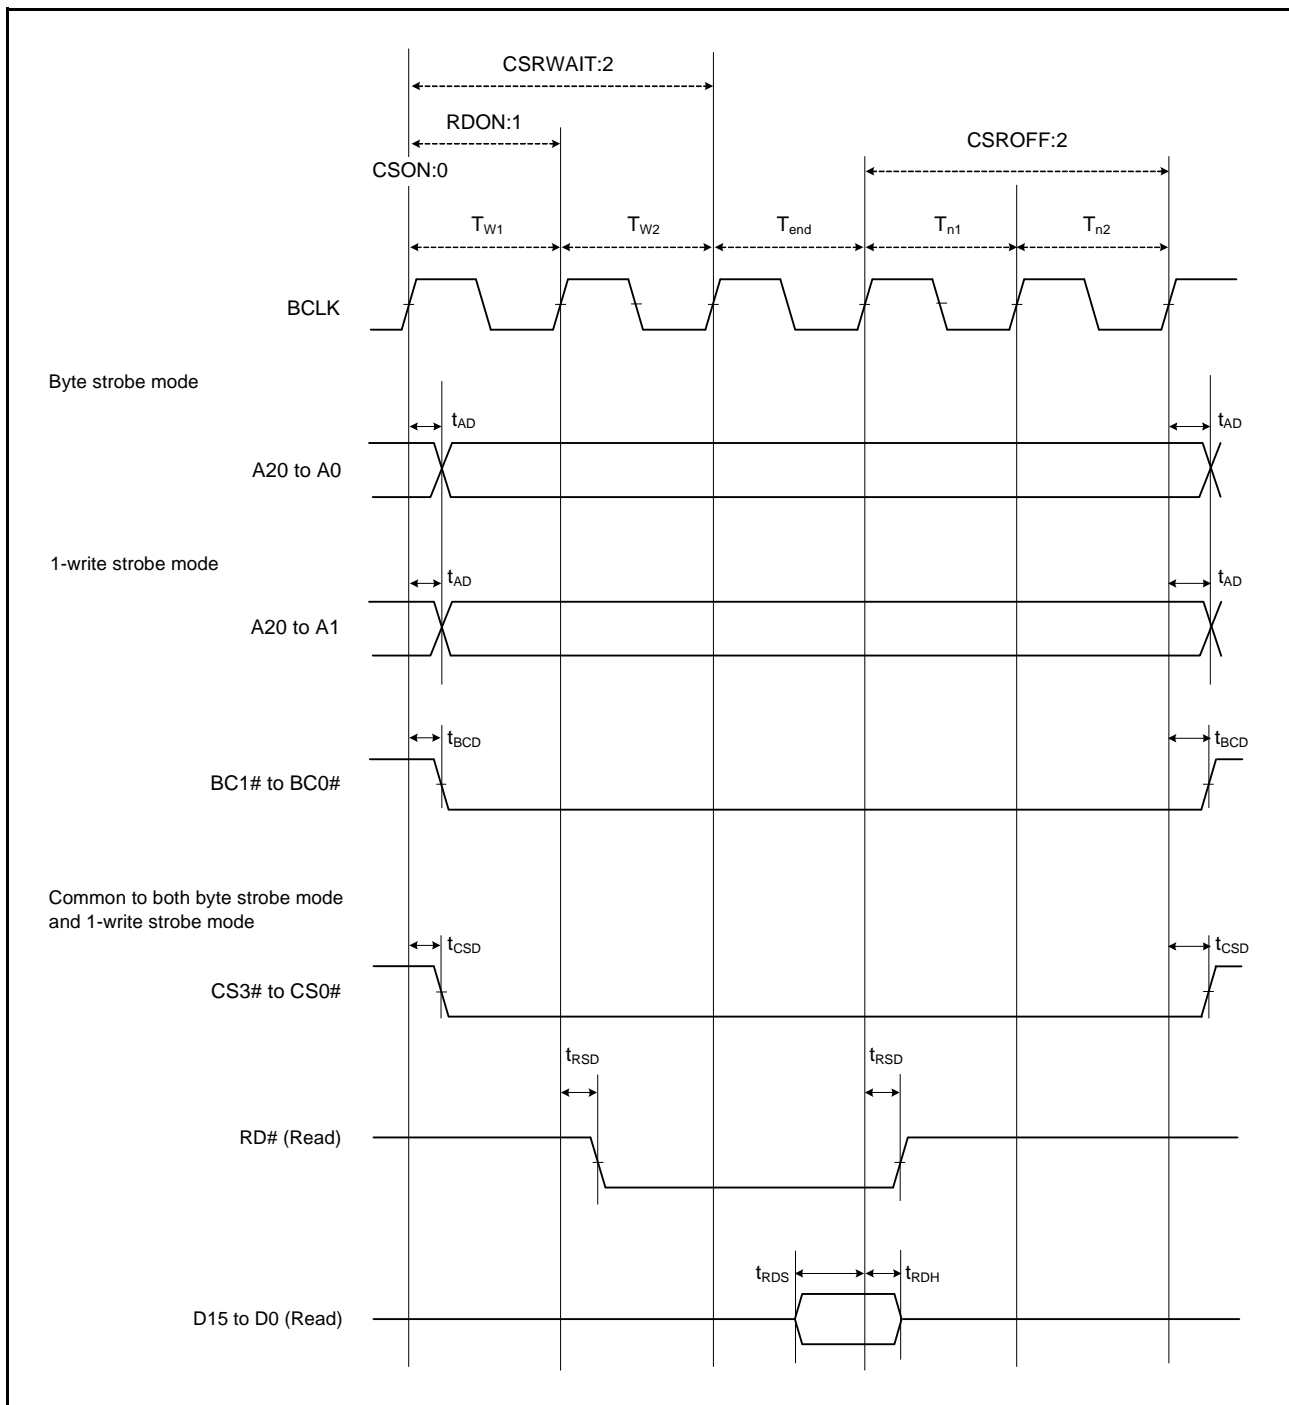 CSRWAIT:2
RDON:1
CSROFF:2
CSON:0
TW1
TW2
Tend
Tn1
Tn2
BCLK
Byte strobe mode
tAD
tAD
A20 to A0
1-write strobe mode
tAD
tAD
A20 to A1
tBCD
tBCD
BC1# to BC0#
Common to both byte strobe mode
and 1-write strobe mode
tCSD
tCSD
CS3# to CS0#
tRSD
tRSD
RD# (Read)
tRDS
tRDH
D15 to D0 (Read)